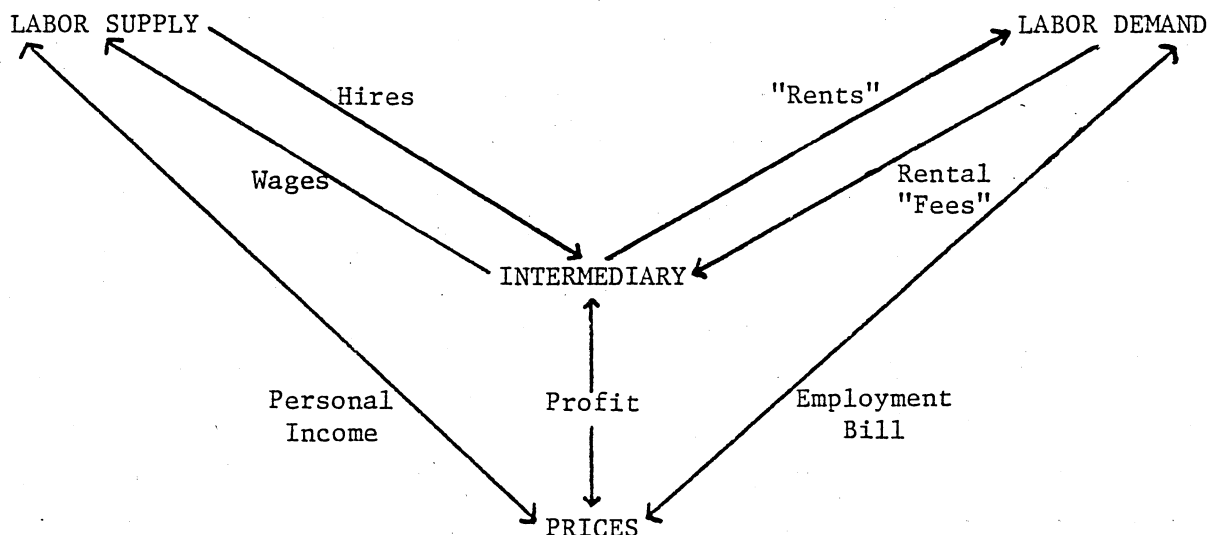 LABOR SUPPLY
LABOR DEMAND
Hires
"Rents"
Wages
Rental
"Fees"
INTERMEDIARY
Personal
Income
Profit
Employment
Bill
PRICES